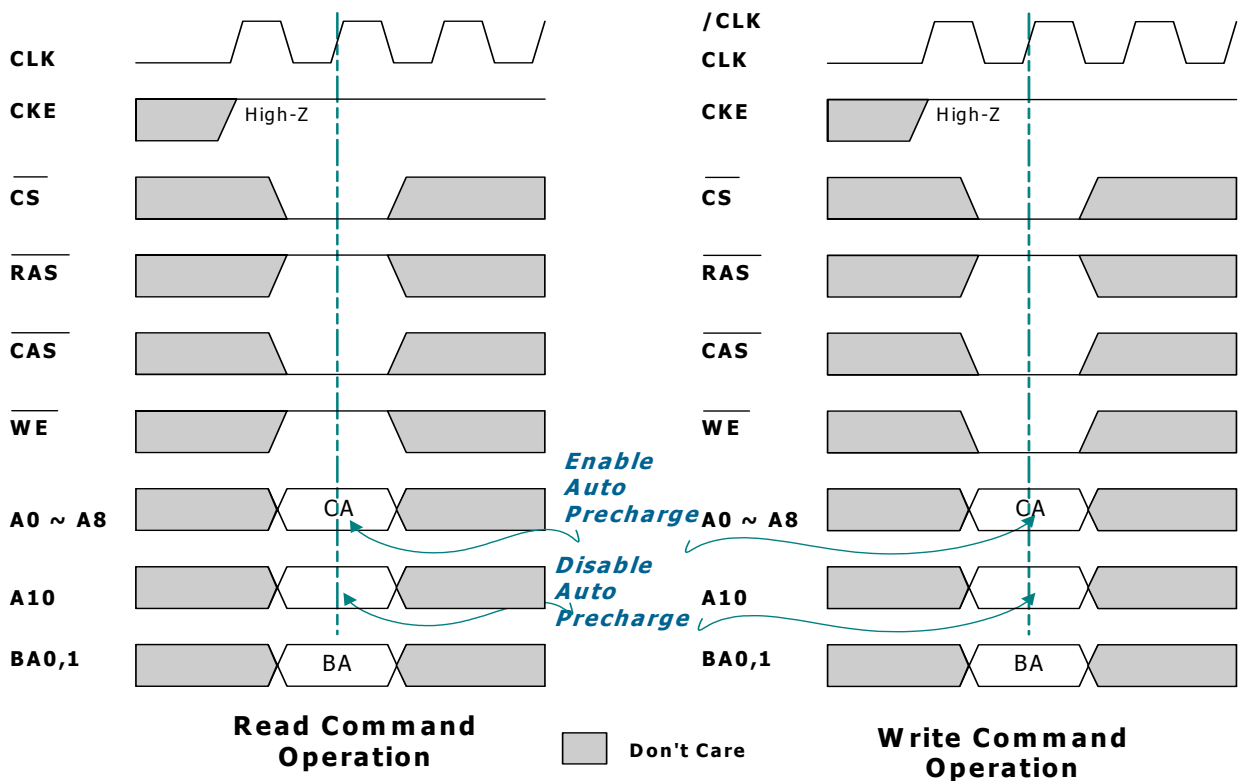 CLK
CKE
High-Z
CS
RAS
CAS
WE
A0 ~ A8
CA
A10
BA0,1
BA
Read Command
Operation
Enable
Auto
Precharge
Disable
Auto
Precharge
Don't Care
/CLK
CLK
CKE
High-Z
CS
RAS
CAS
WE
A0 ~ A8
CA
A10
BA0,1
BA
Write Command
Operation